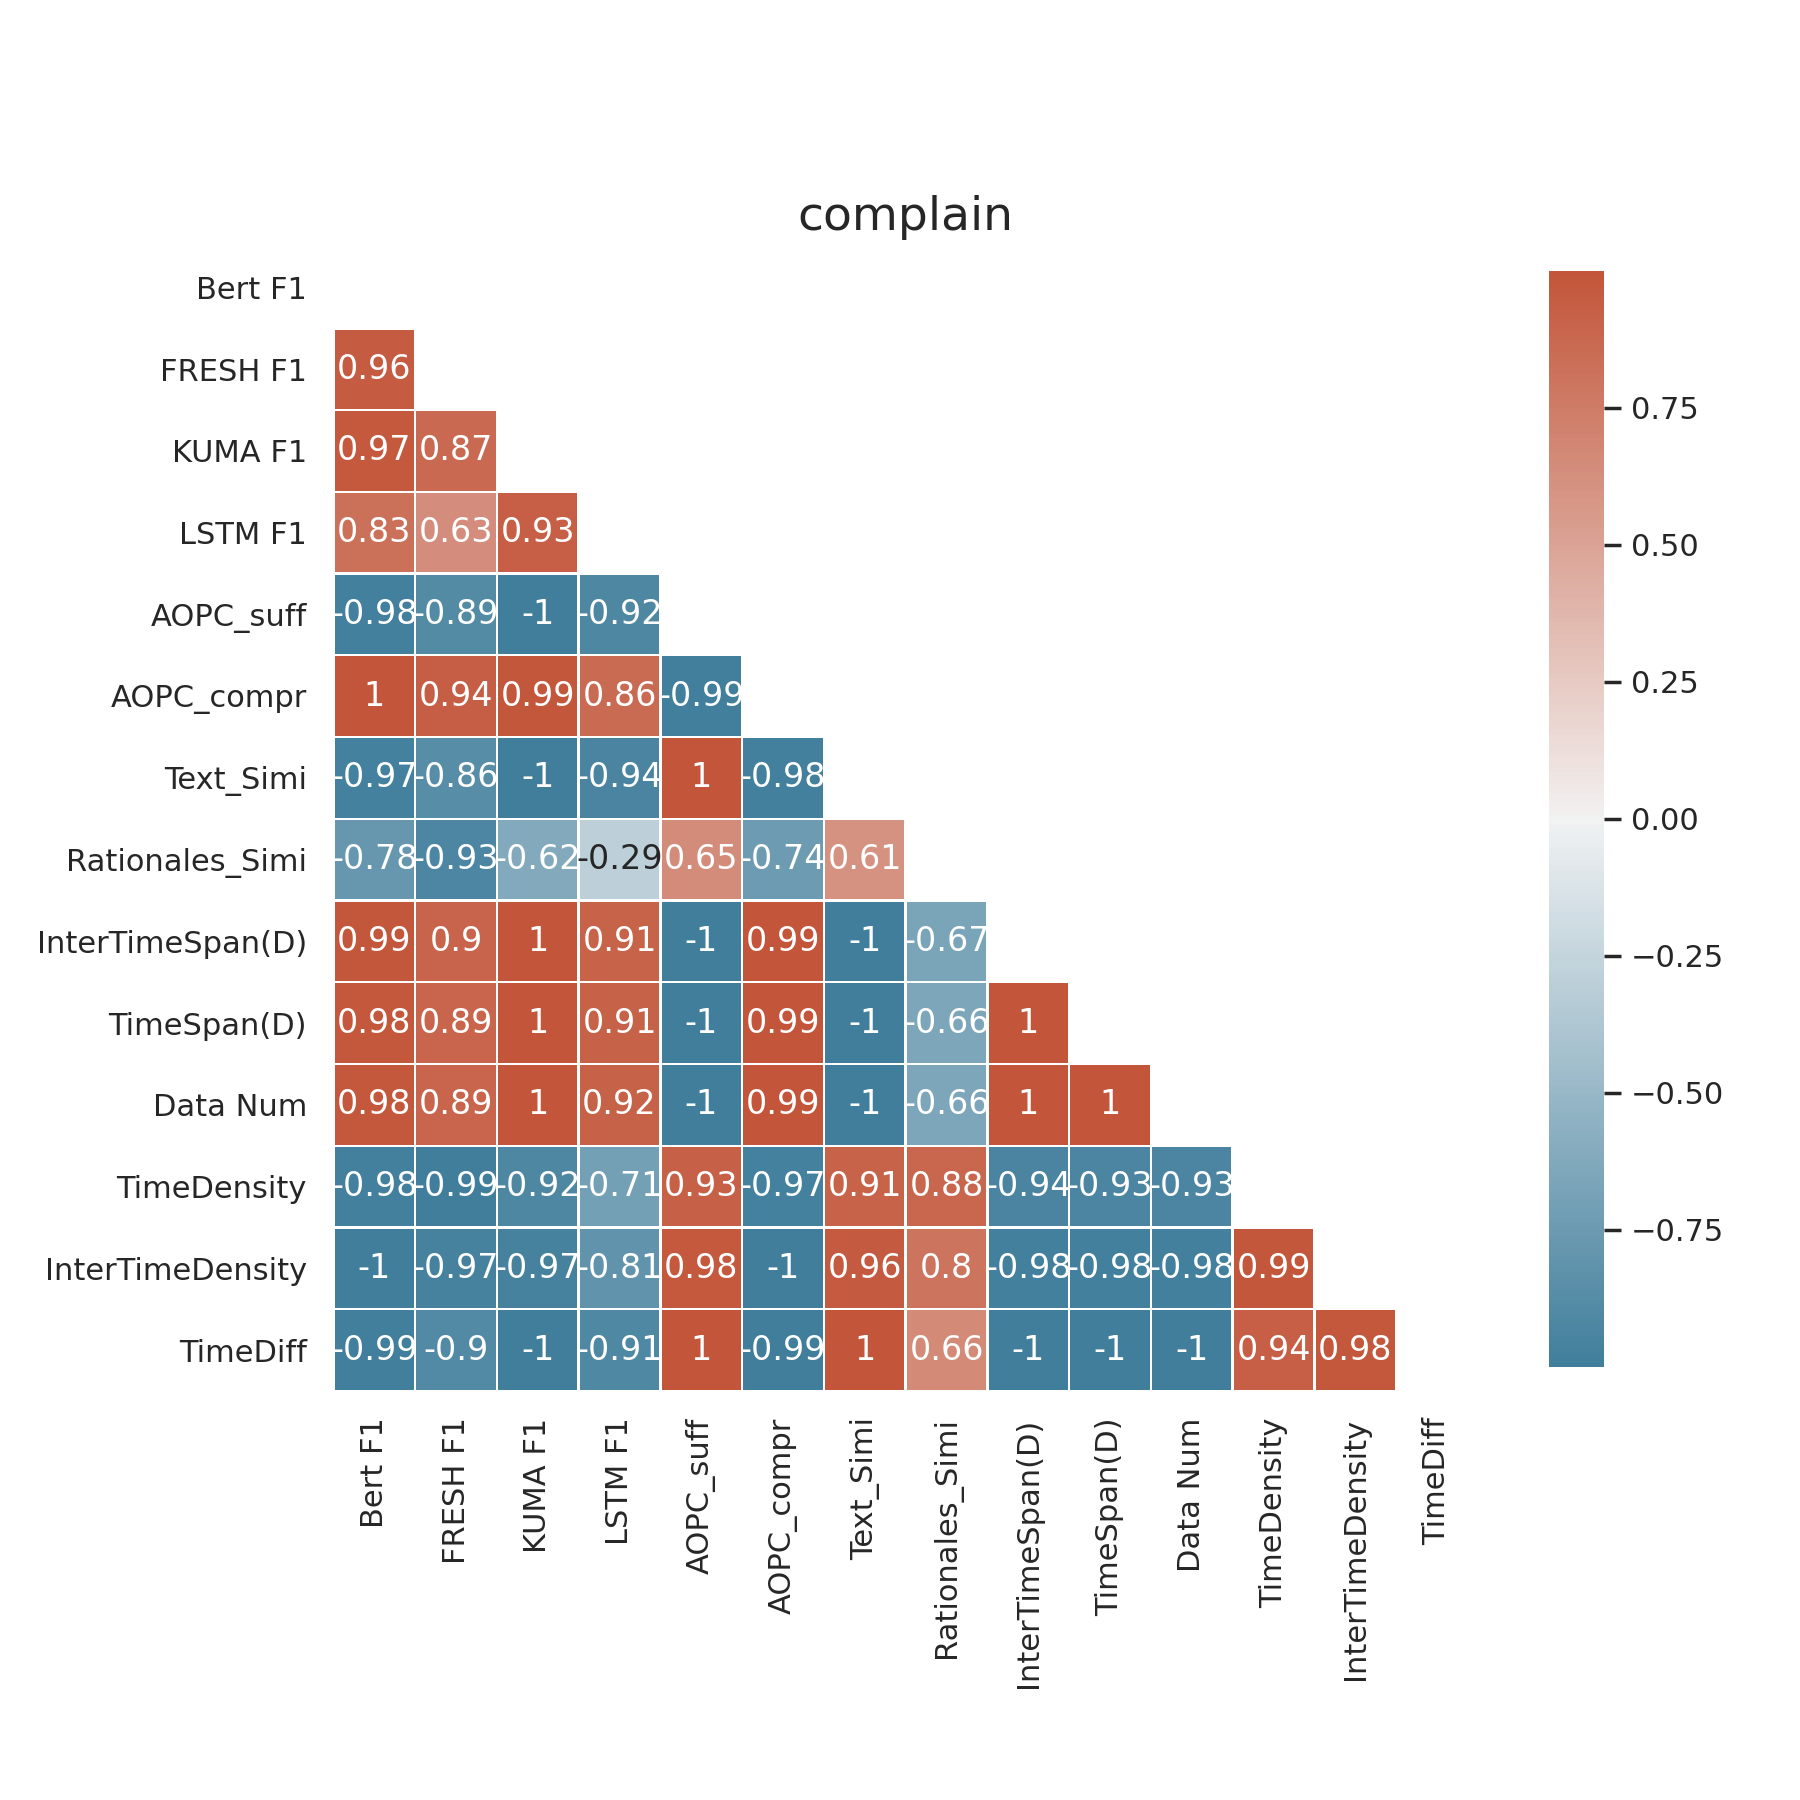 complain
Bert F1
FRESH F1 0.96
KUMA F1 0.97 0.87
LSTM F1 0.83 0.63 0.93
AOPC_suff -0.98 -0.89 -1 -0.92
AOPC_compr 1 0.94 0.99 0.86 -0.99
Text_Simi -0.97 -0.86 -1 -0.94 1 -0.98
Rationales_Simi -0.78 -0.93 -0.62 -0.29 0.65 -0.74 0.61
InterTimeSpan(D) 0.99 0.9 1 0.91 -1 0.99 -1 -0.67
TimeSpan(D) 0.98 0.89 1 0.91 -1 0.99 -1 -0.66 1
Data Num 0.98 0.89 1 0.92 -1 0.99 -1 -0.66 1 1
TimeDensity -0.98 -0.99 -0.92 -0.71 0.93 -0.97 0.91 0.88 -0.94 -0.93 -0.93
InterTimeDensity -1 -0.97 -0.97 -0.81 0.98 -1 0.96 0.8 -0.98 -0.98 -0.98 0.99
TimeDiff -0.99 -0.9 -1 -0.91 1 -0.99 1 0.66 -1 -1 -1 0.94 0.98
Bert F1
FRESH F1
KUMA F1
LSTM F1
AOPC_suff
AOPC_compr
Text_Simi
Rationales_Simi
InterTimeSpan(D)
TimeSpan(D)
Data Num
TimeDensity
InterTimeDensity
TimeDiff
0.75
0.50
0.25
0.00
−0.25
−0.50
−0.75